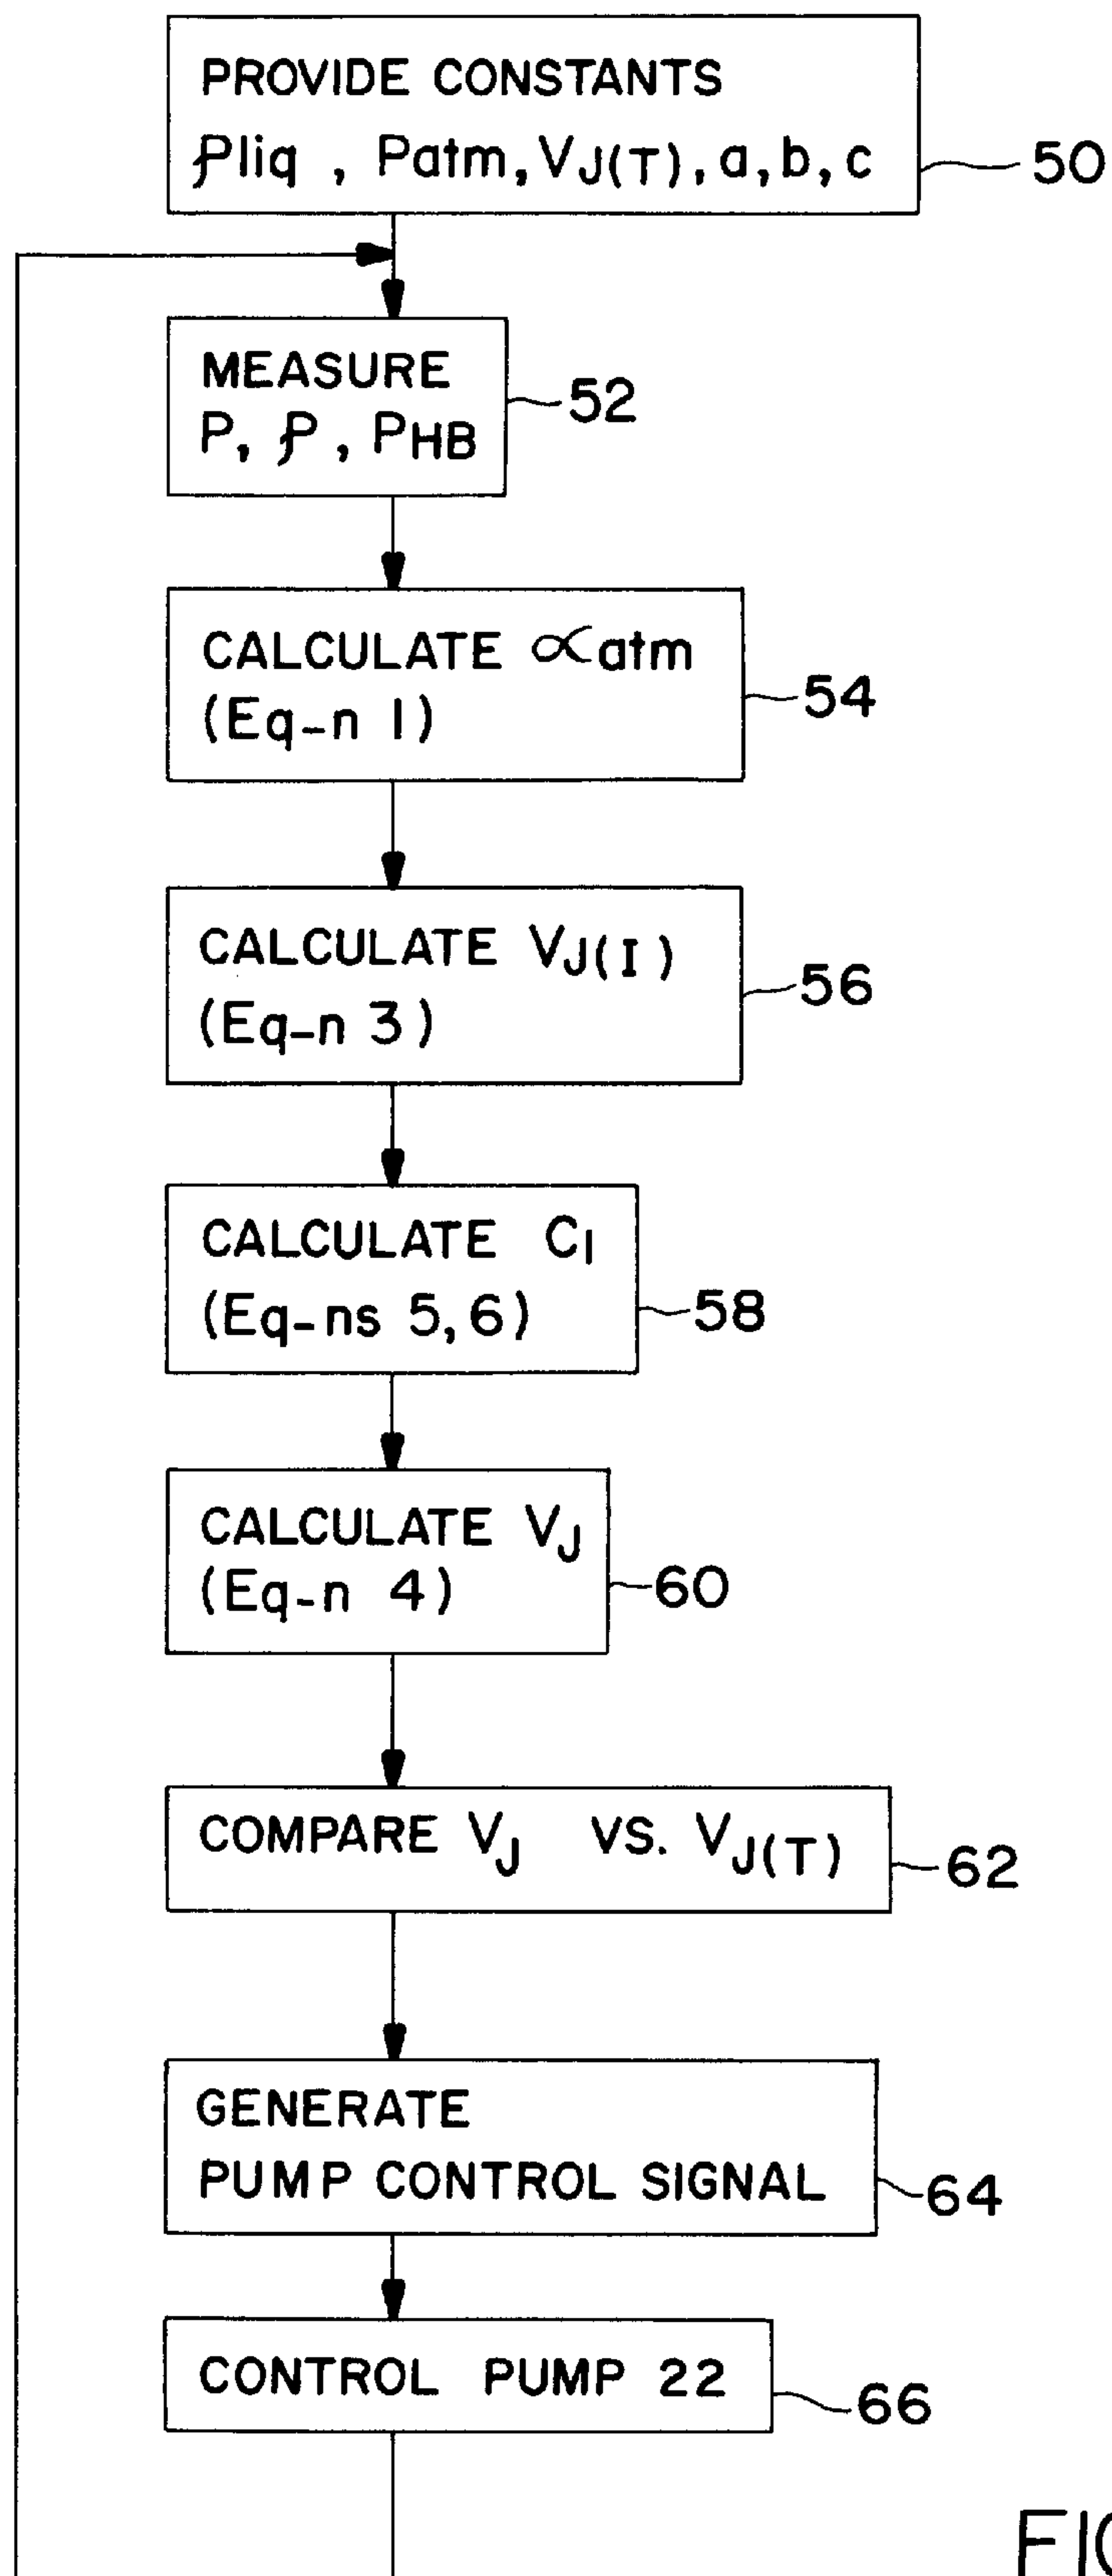 PROVIDE CONSTANTS
ρliq , Patm, VJ(T), a, b, c
50
MEASURE
P, ρ, PHB
52
CALCULATE ∝atm
(Eq-n 1)
54
CALCULATE VJ(I)
(Eq-n 3)
56
CALCULATE C1
(Eq-ns 5,6)
58
CALCULATE VJ
(Eq-n 4)
60
COMPARE VJ VS. VJ(T)
62
GENERATE
PUMP CONTROL SIGNAL
64
CONTROL PUMP 22
66